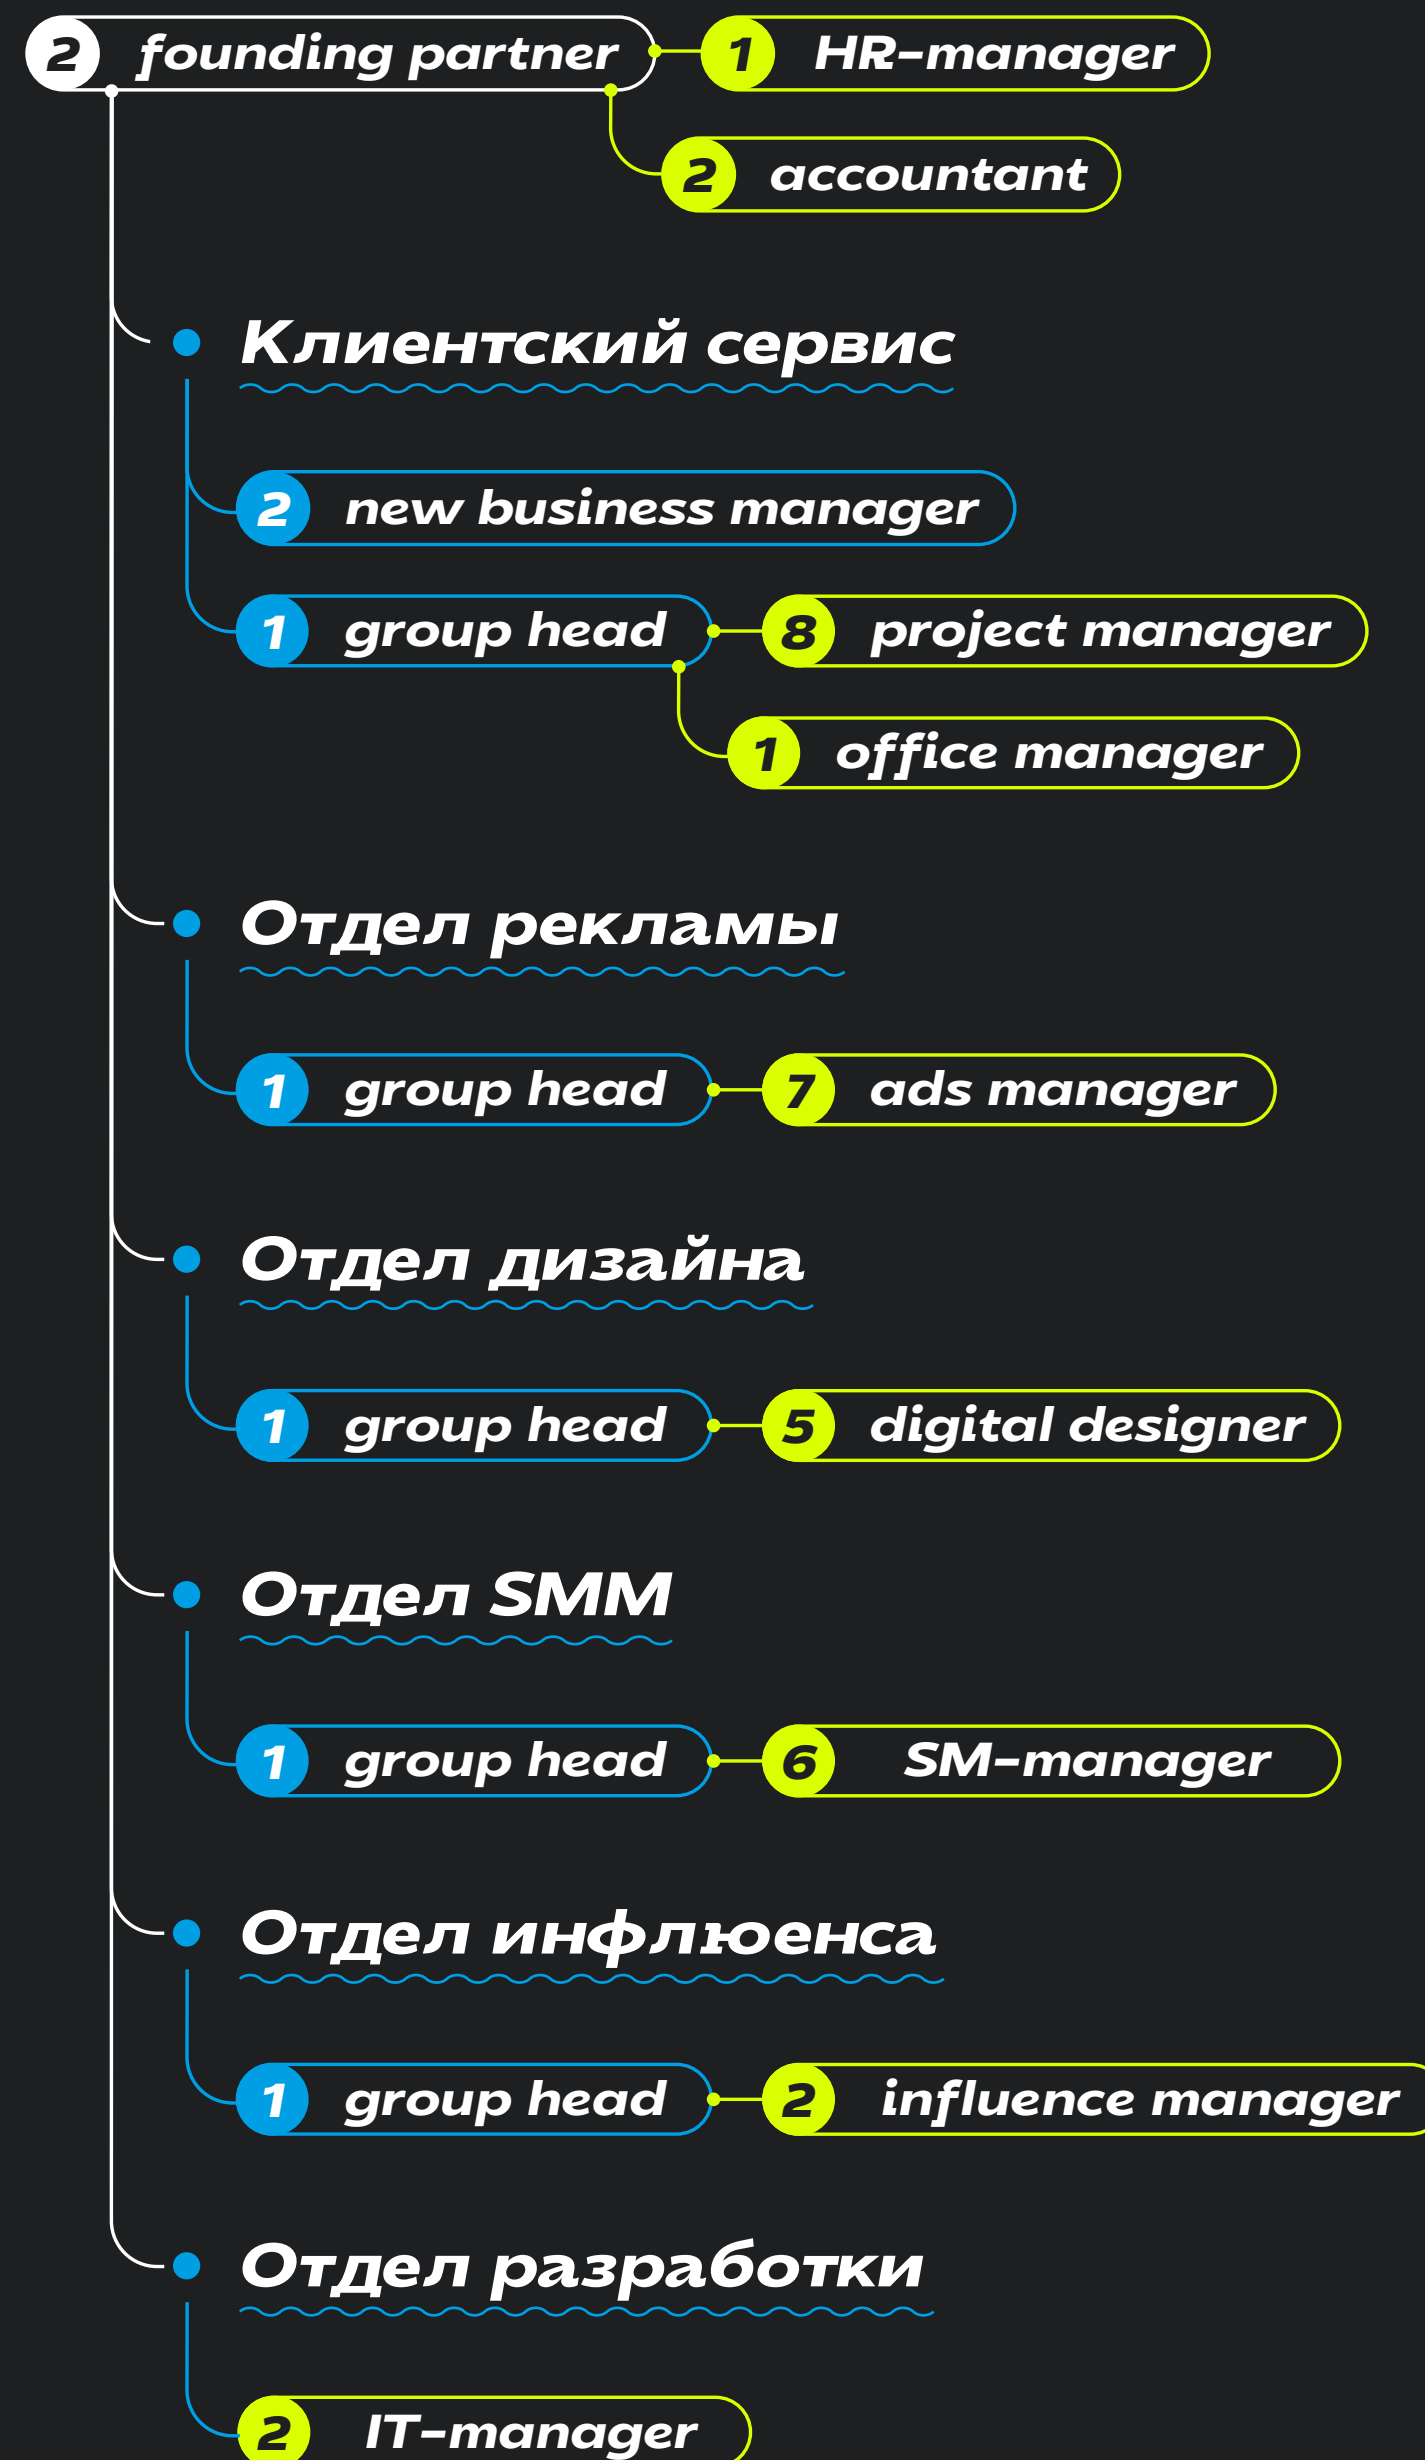 2 founding partner 1 HR-manager
2 accountant
Клиентский сервис
2 new business manager
1 group head 8 project manager
1 office manager
Отдел рекламы
1 group head 7 ads manager
Отдел дизайна
1 group head 5 digital designer
Отдел SMM
1 group head 6 SM-manager
Отдел инфлюенса
1 group head 2 influence manager
Отдел разработки
2 IT-manager